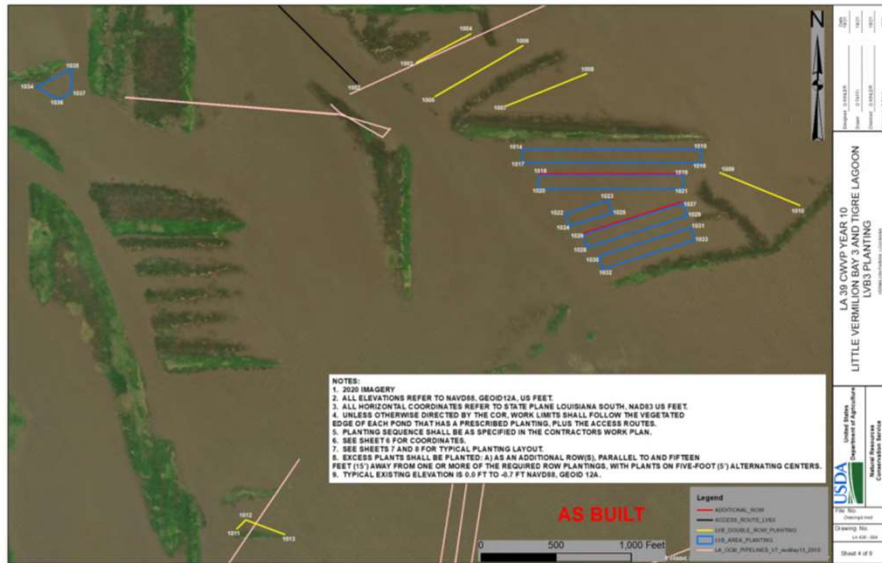 1004
1006
1003
1008
1002
1005
1007
1035
1034
1036
1037
N
1014
1015
1017
1016
1018
1019
1009
1020
1021
1023
1027
1010
1022
1025
1029
1024
1031
1028
1033
1030
1032
NOTES:
1. 2020 IMAGERY
2. ALL ELEVATIONS REFER TO NAVD88, GEOID12A, US FEET.
3. ALL HORIZONTAL COORDINATES REFER TO STATE PLANE LOUISIANA SOUTH, NAD83 US FEET.
4. UNLESS OTHERWISE DIRECTED BY THE COR, WORK LIMITS SHALL FOLLOW THE VEGETATED
EDGE OF EACH POND THAT HAS A PRESCRIBED PLANTING, PLUS THE ACCESS ROUTES.
5. PLANTING SEQUENCE SHALL BE AS SPECIFIED IN THE CONTRACTORS WORK PLAN.
6. SEE SHEET 6 FOR COORDINATES.
7. SEE SHEETS 7 AND 8 FOR TYPICAL PLANTING LAYOUT.
8. EXCESS PLANTS SHALL BE PLANTED: A) AS AN ADDITIONAL ROW(S), PARALLEL TO AND FIFTEEN
FEET (15') AWAY FROM ONE OR MORE OF THE REQUIRED ROW PLANTINGS, WITH PLANTS ON FIVE-FOOT (5') ALTERNATING CENTERS.
9. TYPICAL EXISTING ELEVATION IS 0.0 FT TO -0.7 FT NAVD88, GEOID 12A.
1012
1011
1013
AS BUILT
0 500 1,000 Feet
Legend
ADDITIONAL_ROW
ACCESS_ROUTE_LVB3
LVB_DOUBLE_ROW_PLANTING
LVB_AREA_PLANTING
LA 39 CWVP YEAR 10
LITTLE VERMILION BAY 3 AND TIGRE LAGOON
LVB3 PLANTING
USDA
United States
Department of Agriculture
Natural Resources
Conservation Service
File No.
Drawing No.
Sheet 4 of 9